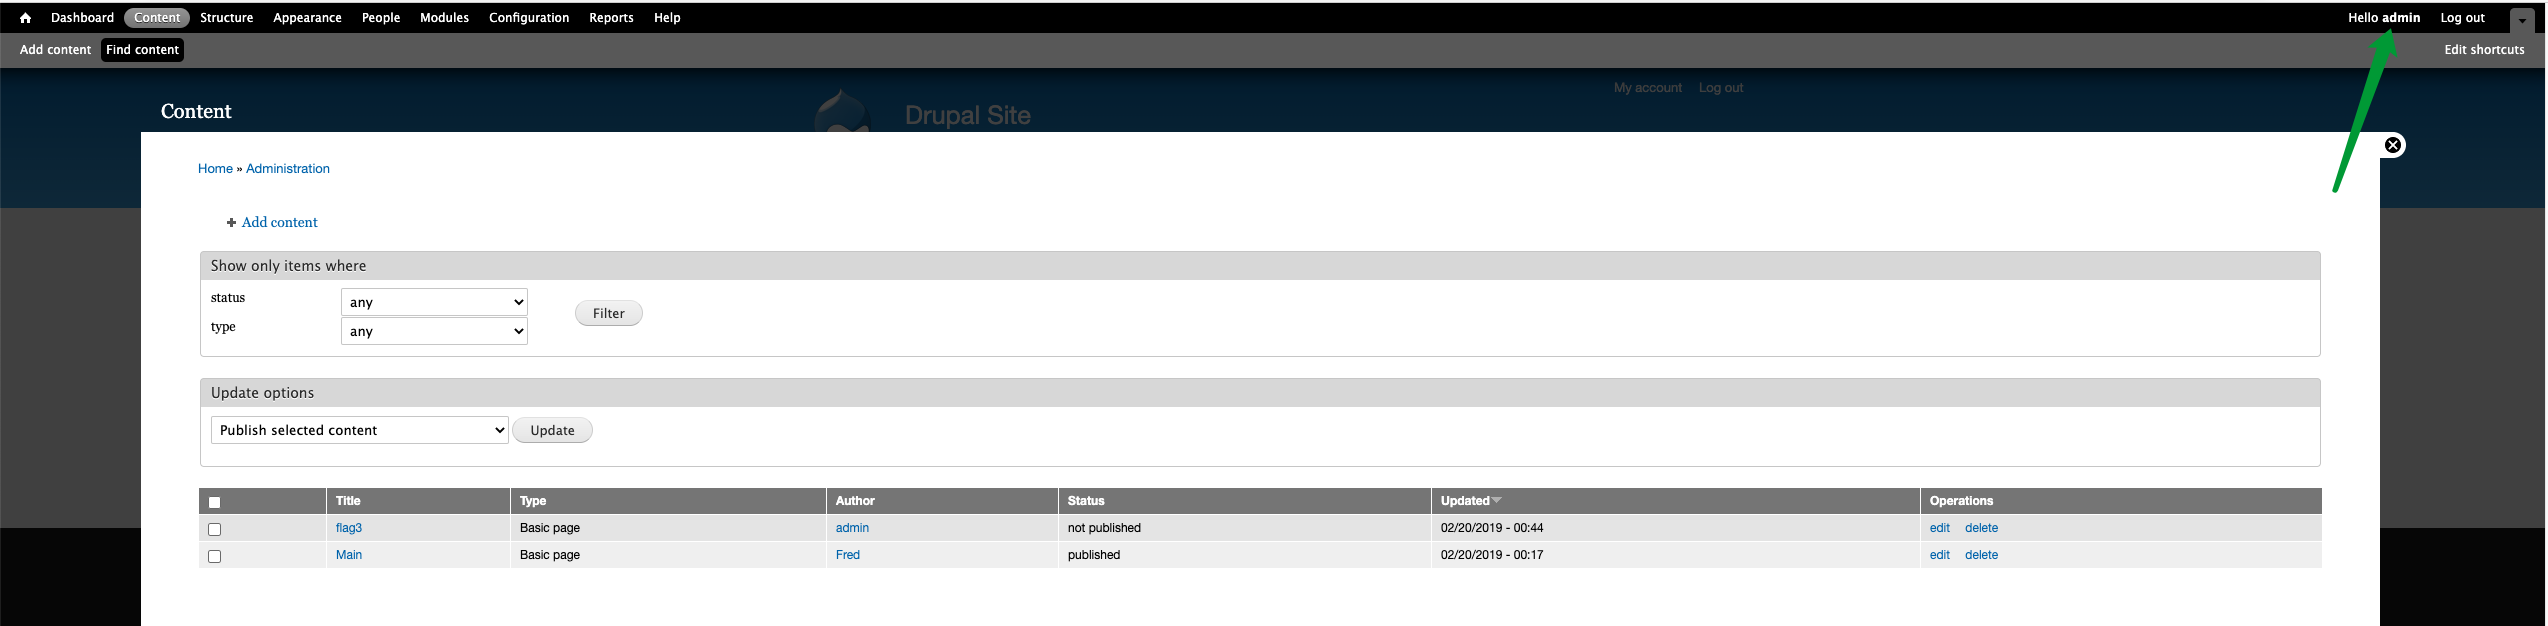 Dashboard Content Structure Appearance People Modules Configuration Reports Help Hello admin Log out
Add content Find content Edit shortcuts
My account Log out
Content
Drupal Site
Home » Administration
Add content
Show only items where
status any
Filter
type any
Update options
Publish selected content Update
Title Type Author Status Updated Operations
flag3 Basic page admin not published 02/20/2019 - 00:44 edit delete
Main Basic page Fred published 02/20/2019 - 00:17 edit delete